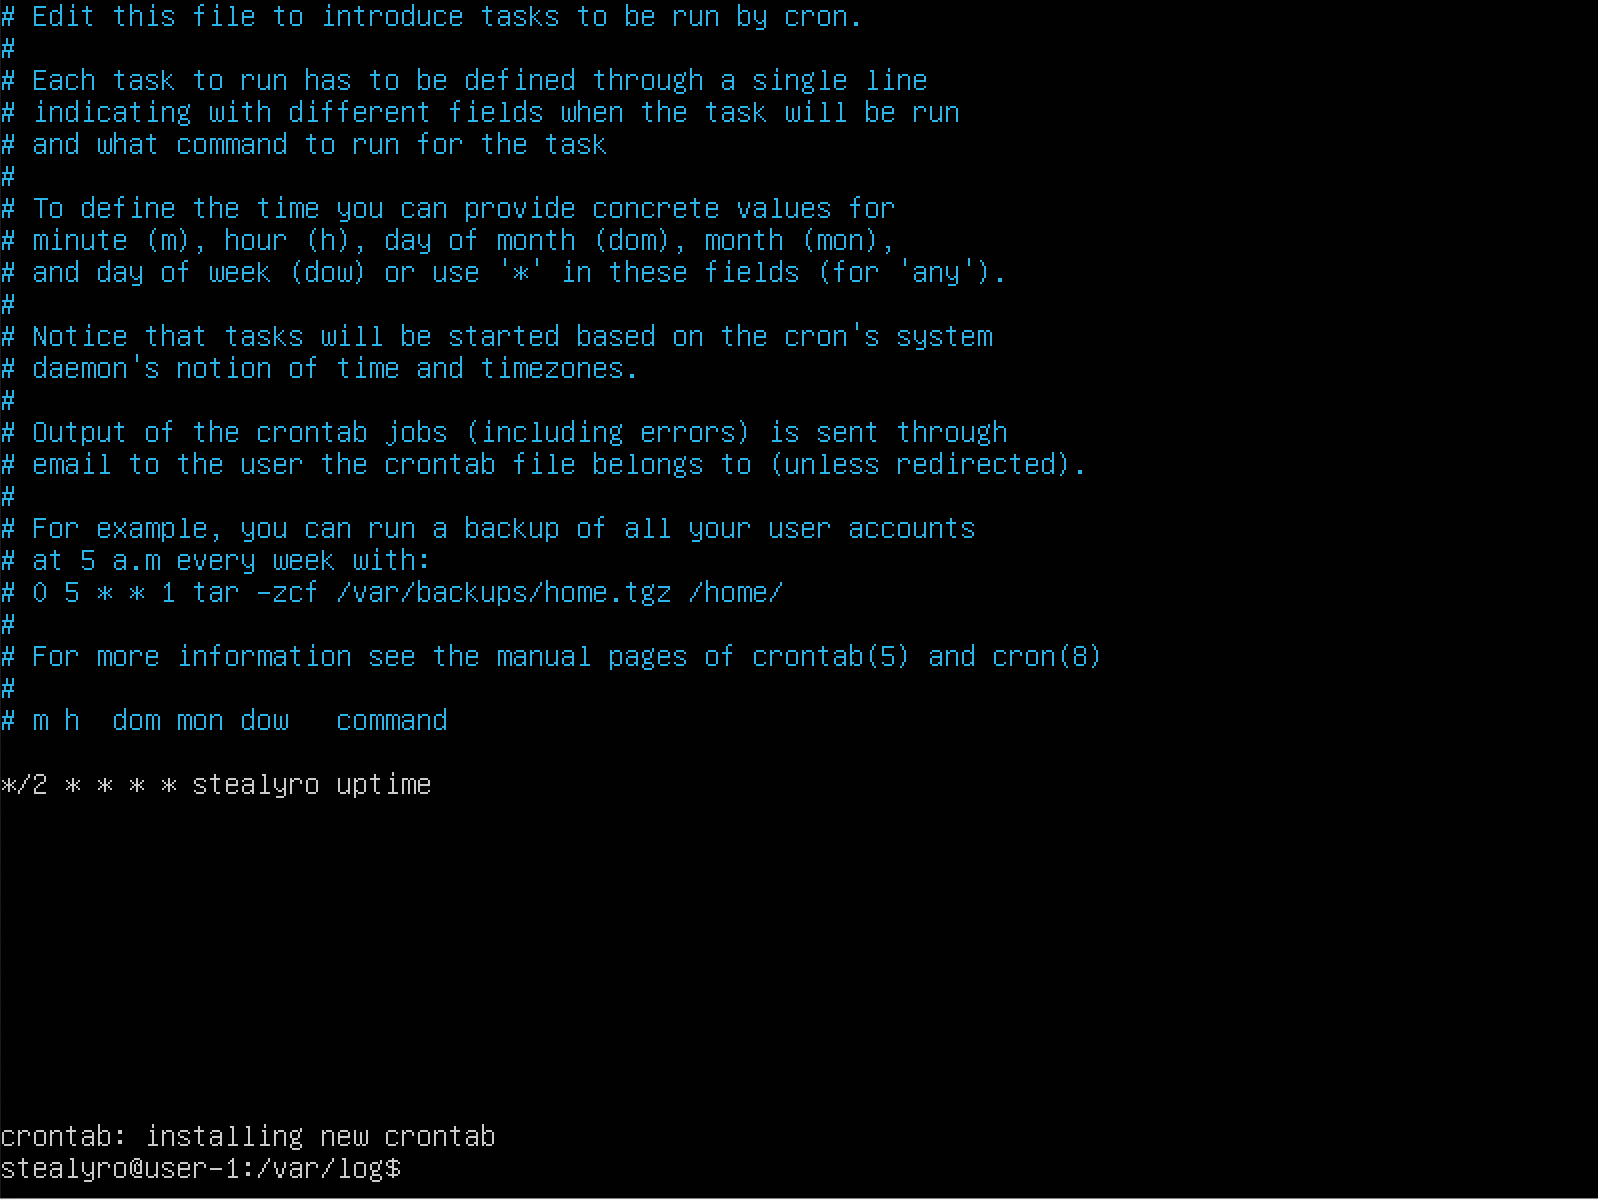 # Edit this file to introduce tasks to be run by cron.
#
# Each task to run has to be defined through a single line
# indicating with different fields when the task will be run
# and what command to run for the task
#
# To define the time you can provide concrete values for
# minute (m), hour (h), day of month (dom), month (mon),
# and day of week (dow) or use '*' in these fields (for 'any').
#
# Notice that tasks will be started based on the cron's system
# daemon's notion of time and timezones.
#
# Output of the crontab jobs (including errors) is sent through
# email to the user the crontab file belongs to (unless redirected).
#
# For example, you can run a backup of all your user accounts
# at 5 a.m every week with:
# 0 5 * * 1 tar -zcf /var/backups/home.tgz /home/
#
# For more information see the manual pages of crontab(5) and cron(8)
#
# m h  dom mon dow   command
*/2 * * * * stealyro uptime
crontab: installing new crontab
stealyro@user-1:/var/log$